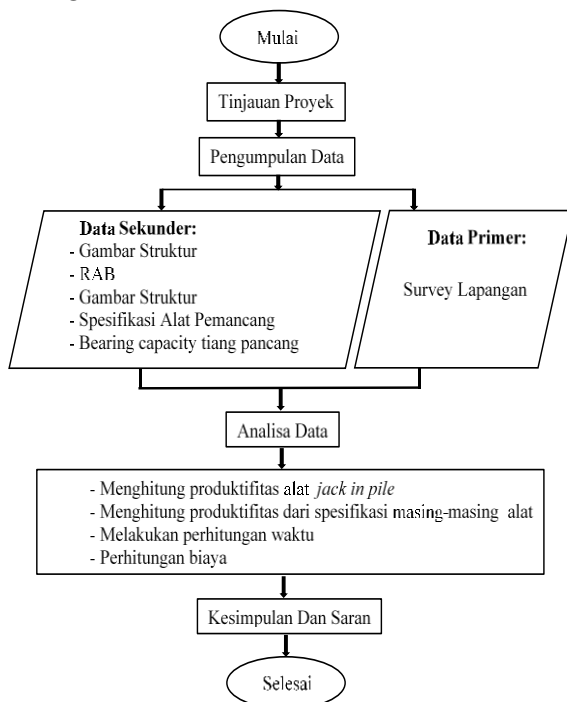 Mulai
Tinjauan Proyek
Pengumpulan Data
Data Sekunder:
- Gambar Struktur
- RAB
- Gambar Struktur
- Spesifikasi Alat Pemancang
- Bearing capacity tiang pancang
Data Primer:
Survey Lapangan
Analisa Data
- Menghitung produktifitas alat jack in pile
- Menghitung produktifitas dari spesifikasi masing-masing alat
- Melakukan perhitungan waktu
- Perhitungan biaya
Kesimpulan Dan Saran
Selesai